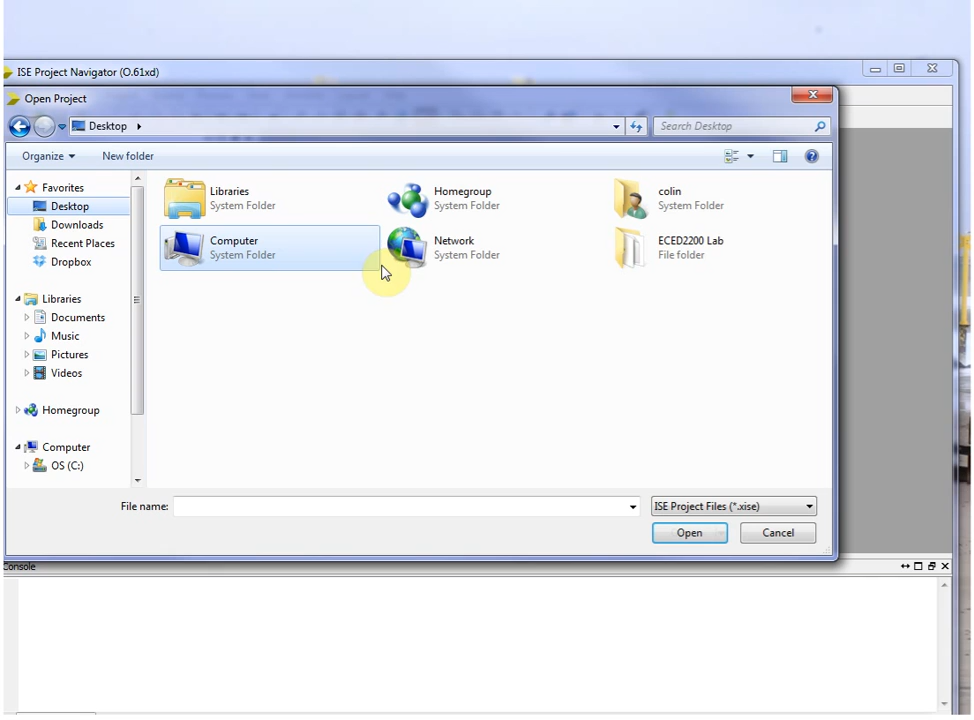 ISE Project Navigator (O.61xd)
Open Project
Desktop
Search Desktop
Organize
New folder
Favorites
Desktop
Downloads
Recent Places
Dropbox
Libraries
Documents
Music
Pictures
Videos
Homegroup
Computer
OS (C:)
Libraries
System Folder
Homegroup
System Folder
colin
System Folder
Computer
System Folder
Network
System Folder
ECED2200 Lab
File folder
File name:
ISE Project Files (*.xise)
Open
Cancel
Console